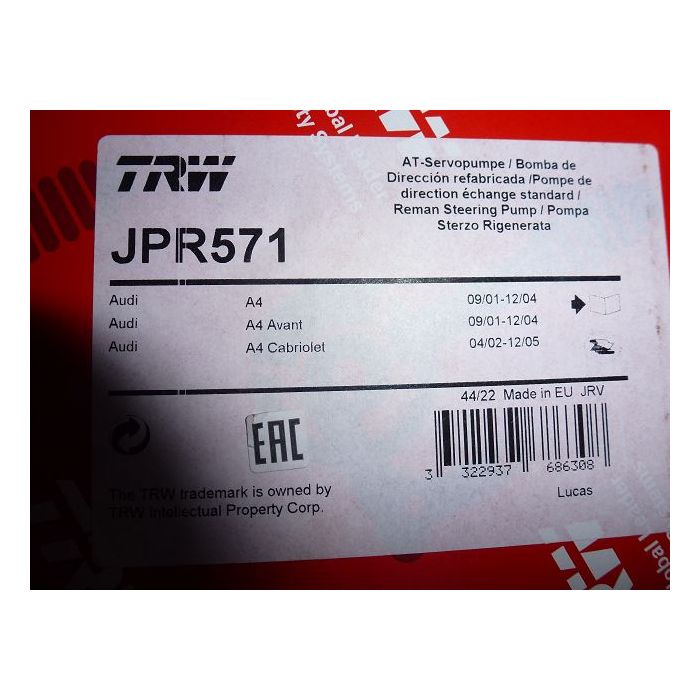 TRW
AT-Servopumpe / Bomba de
Dirección refabricada /Pompe de
direction échange standard /
Reman Steering Pump / Pompa
Sterzo Rigenerata
JPR571
Audi A4 09/01-12/04
Audi A4 Avant 09/01-12/04
Audi A4 Cabriolet 04/02-12/05
44/22 Made in EU JRV
EAC
3 322937 686308
The TRW trademark is owned by
TRW Intellectual Property Corp.
Lucas